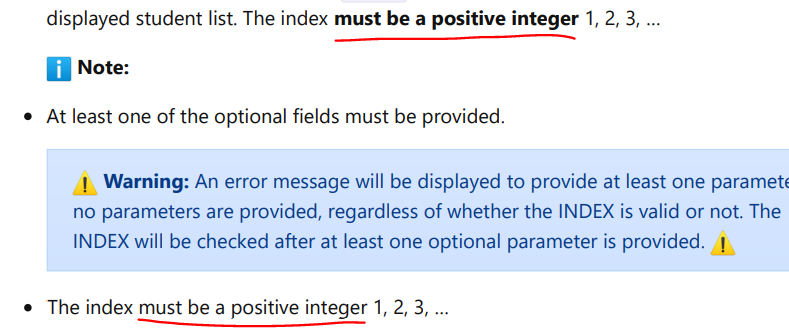 displayed student list. The index must be a positive integer 1, 2, 3, …
ℹ Note:
• At least one of the optional fields must be provided.
⚠ Warning: An error message will be displayed to provide at least one paramete
no parameters are provided, regardless of whether the INDEX is valid or not. The
INDEX will be checked after at least one optional parameter is provided. ⚠
• The index must be a positive integer 1, 2, 3, …